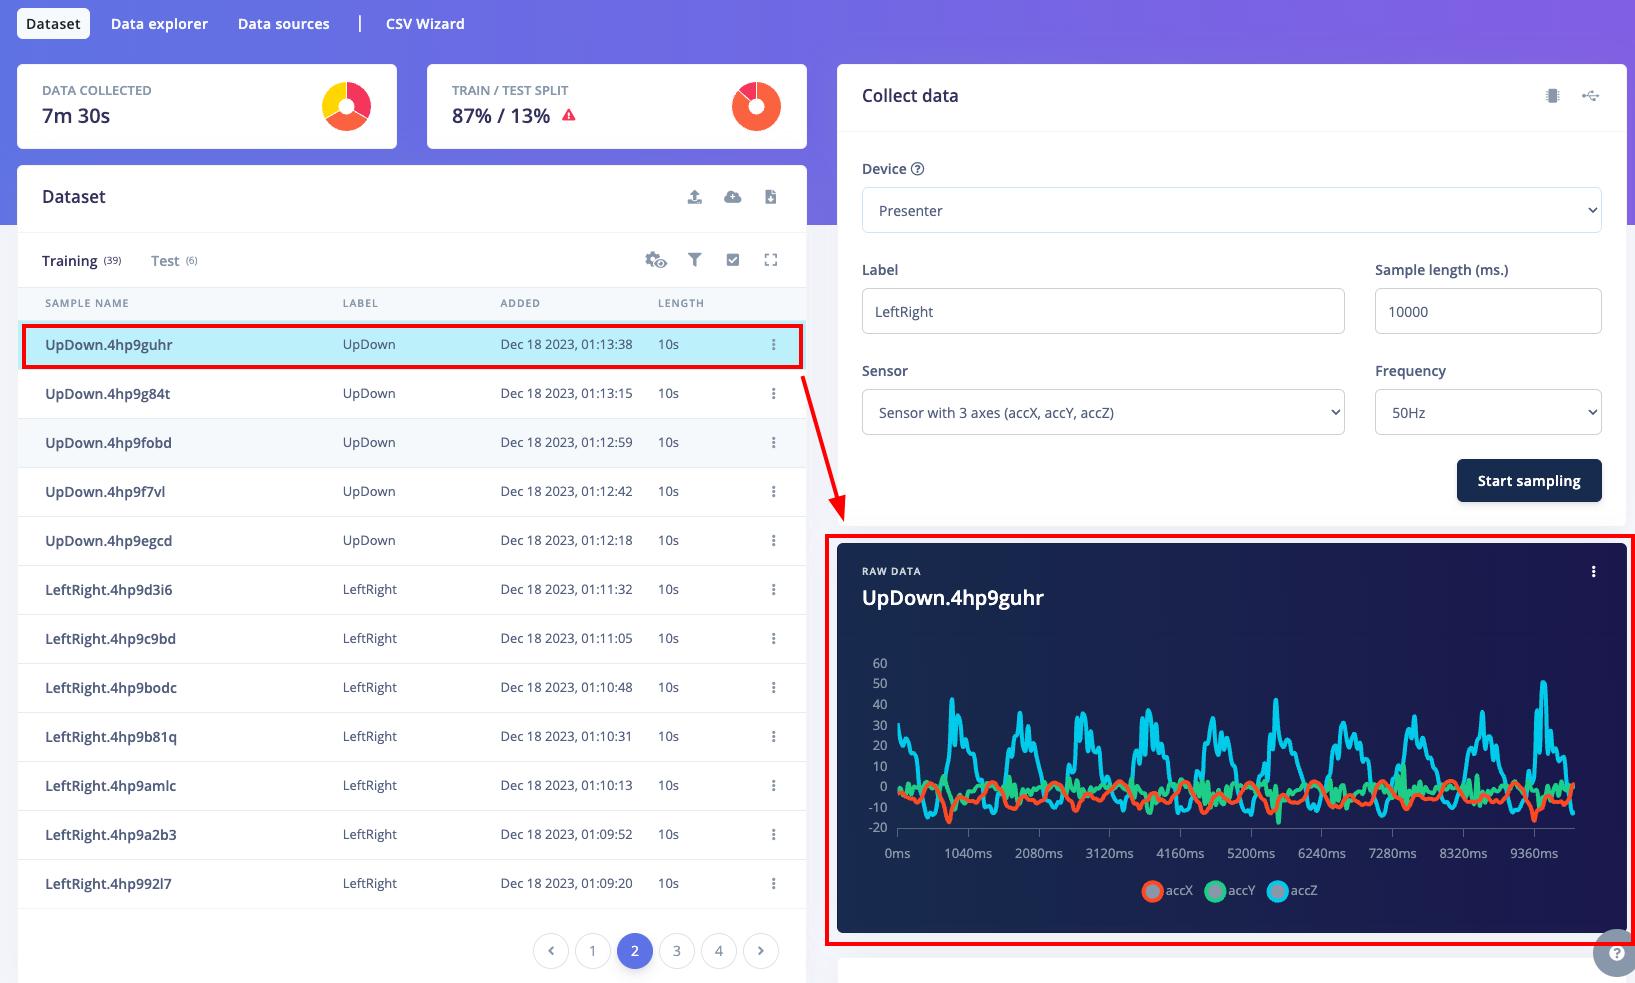 Dataset Data explorer Data sources | CSV Wizard
DATA COLLECTED
7m 30s
TRAIN / TEST SPLIT
87% / 13%
Dataset
Training (39) Test (6)
SAMPLE NAME LABEL ADDED LENGTH
UpDown.4hp9guhr UpDown Dec 18 2023, 01:13:38 10s
UpDown.4hp9g84t UpDown Dec 18 2023, 01:13:15 10s
UpDown.4hp9fobd UpDown Dec 18 2023, 01:12:59 10s
UpDown.4hp9f7vl UpDown Dec 18 2023, 01:12:42 10s
UpDown.4hp9egcd UpDown Dec 18 2023, 01:12:18 10s
LeftRight.4hp9d3i6 LeftRight Dec 18 2023, 01:11:32 10s
LeftRight.4hp9c9bd LeftRight Dec 18 2023, 01:11:05 10s
LeftRight.4hp9bodc LeftRight Dec 18 2023, 01:10:48 10s
LeftRight.4hp9b81q LeftRight Dec 18 2023, 01:10:31 10s
LeftRight.4hp9amlc LeftRight Dec 18 2023, 01:10:13 10s
LeftRight.4hp9a2b3 LeftRight Dec 18 2023, 01:09:52 10s
LeftRight.4hp992l7 LeftRight Dec 18 2023, 01:09:20 10s
1 2 3 4
Collect data
Device ?
Presenter
Label Sample length (ms.)
LeftRight 10000
Sensor Frequency
Sensor with 3 axes (accX, accY, accZ) 50Hz
Start sampling
RAW DATA
UpDown.4hp9guhr
60
50
40
30
20
10
0
-10
-20
0ms 1040ms 2080ms 3120ms 4160ms 5200ms 6240ms 7280ms 8320ms 9360ms
accX accY accZ
?